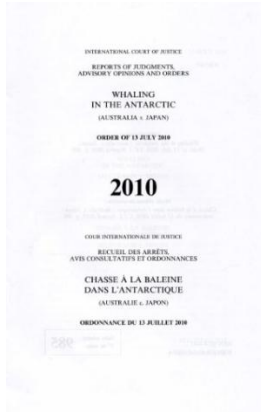 INTERNATIONAL COURT OF JUSTICE
REPORTS OF JUDGMENTS,
ADVISORY OPINIONS AND ORDERS
WHALING
IN THE ANTARCTIC
(AUSTRALIA v. JAPAN)
ORDER OF 13 JULY 2010
2010
COUR INTERNATIONALE DE JUSTICE
RECUEIL DES ARRÊTS,
AVIS CONSULTATIFS ET ORDONNANCES
CHASSE À LA BALEINE
DANS L'ANTARCTIQUE
(AUSTRALIE c. JAPON)
ORDONNANCE DU 13 JUILLET 2010